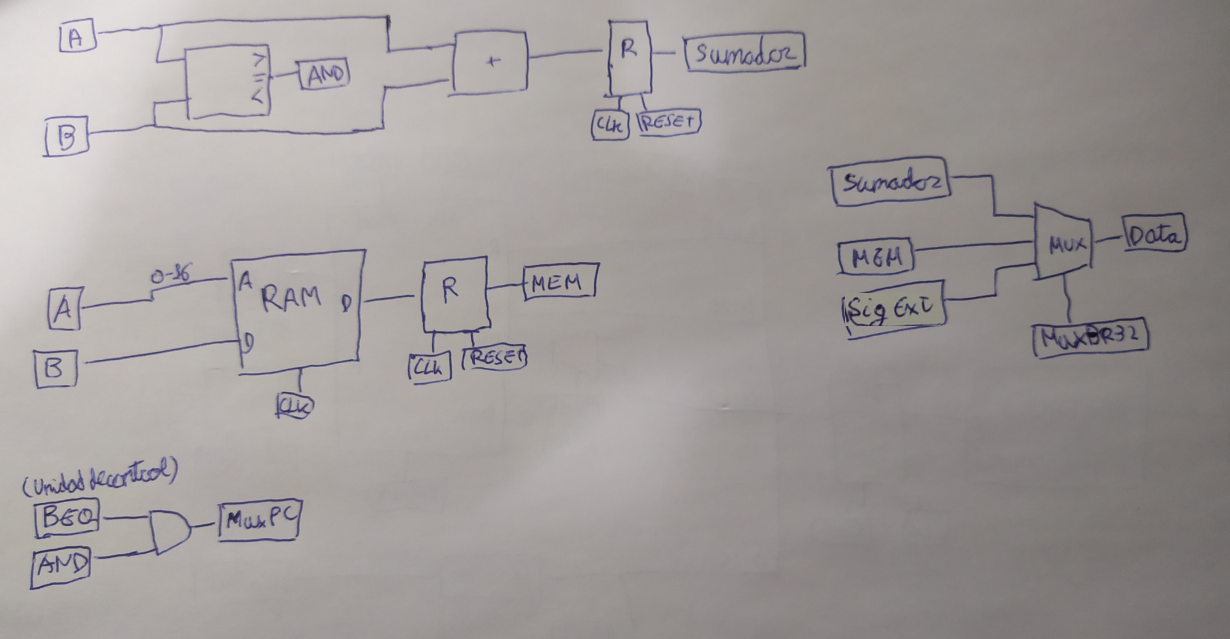 A
>
=
<
AND
B
+
R
Sumador
CLK
RESET
Sumador
MEM
Sig Ext
MUX
Data
A
0-16
A
RAM
D
B
D
CLK
R
MEM
CLK
RESET
(Unidad de control)
BEQ
AND
MuxPC